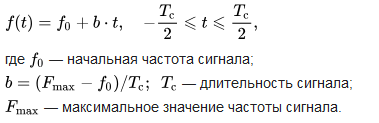 f(t) = f₀ + b · t, −T_c/2 ⩽ t ⩽ T_c/2,
где f₀ — начальная частота сигнала;
b = (F_max − f₀)/T_c; T_c — длительность сигнала;
F_max — максимальное значение частоты сигнала.